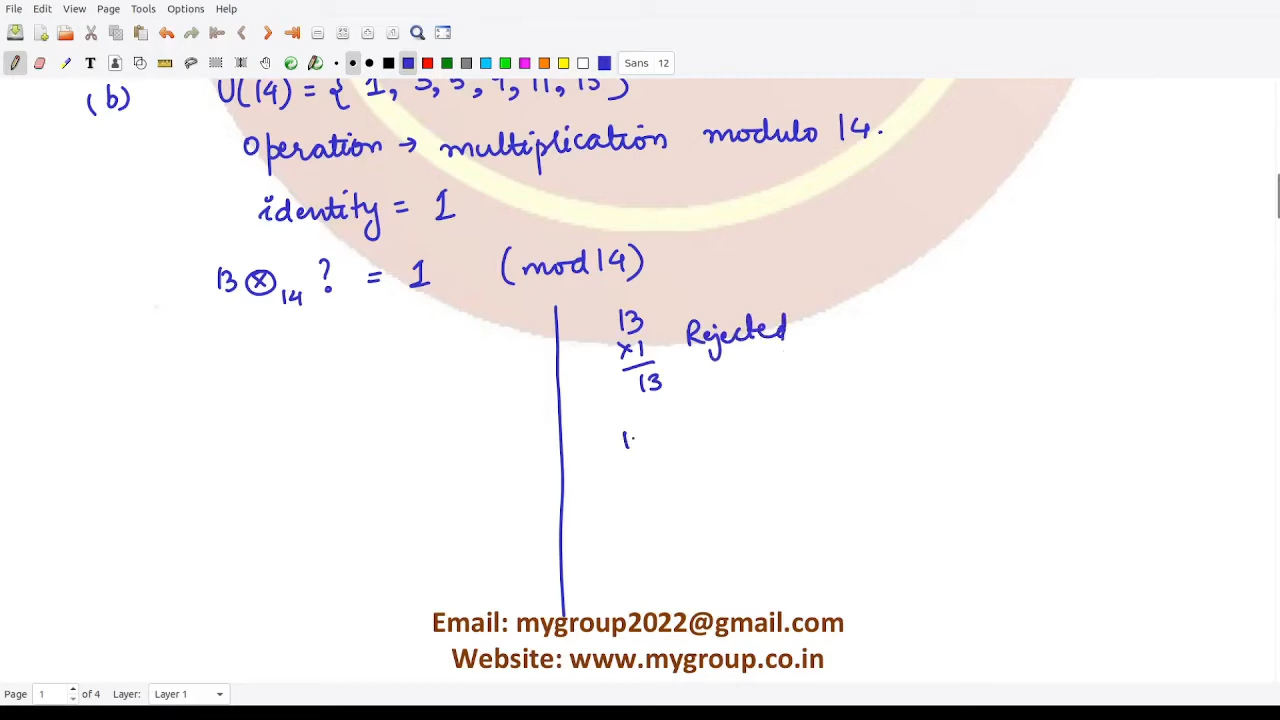 File Edit View Page Tools Options Help
Sans 12
(b) U(14) = { 1, 3, 5, 9, 11, 13 }
Operation → multiplication modulo 14.
identity = 1
13 ⊗14 ? = 1 (mod 14)
13 Rejected
×1
13
1
Email: mygroup2022@gmail.com
Website: www.mygroup.co.in
Page 1 of 4 Layer: Layer 1